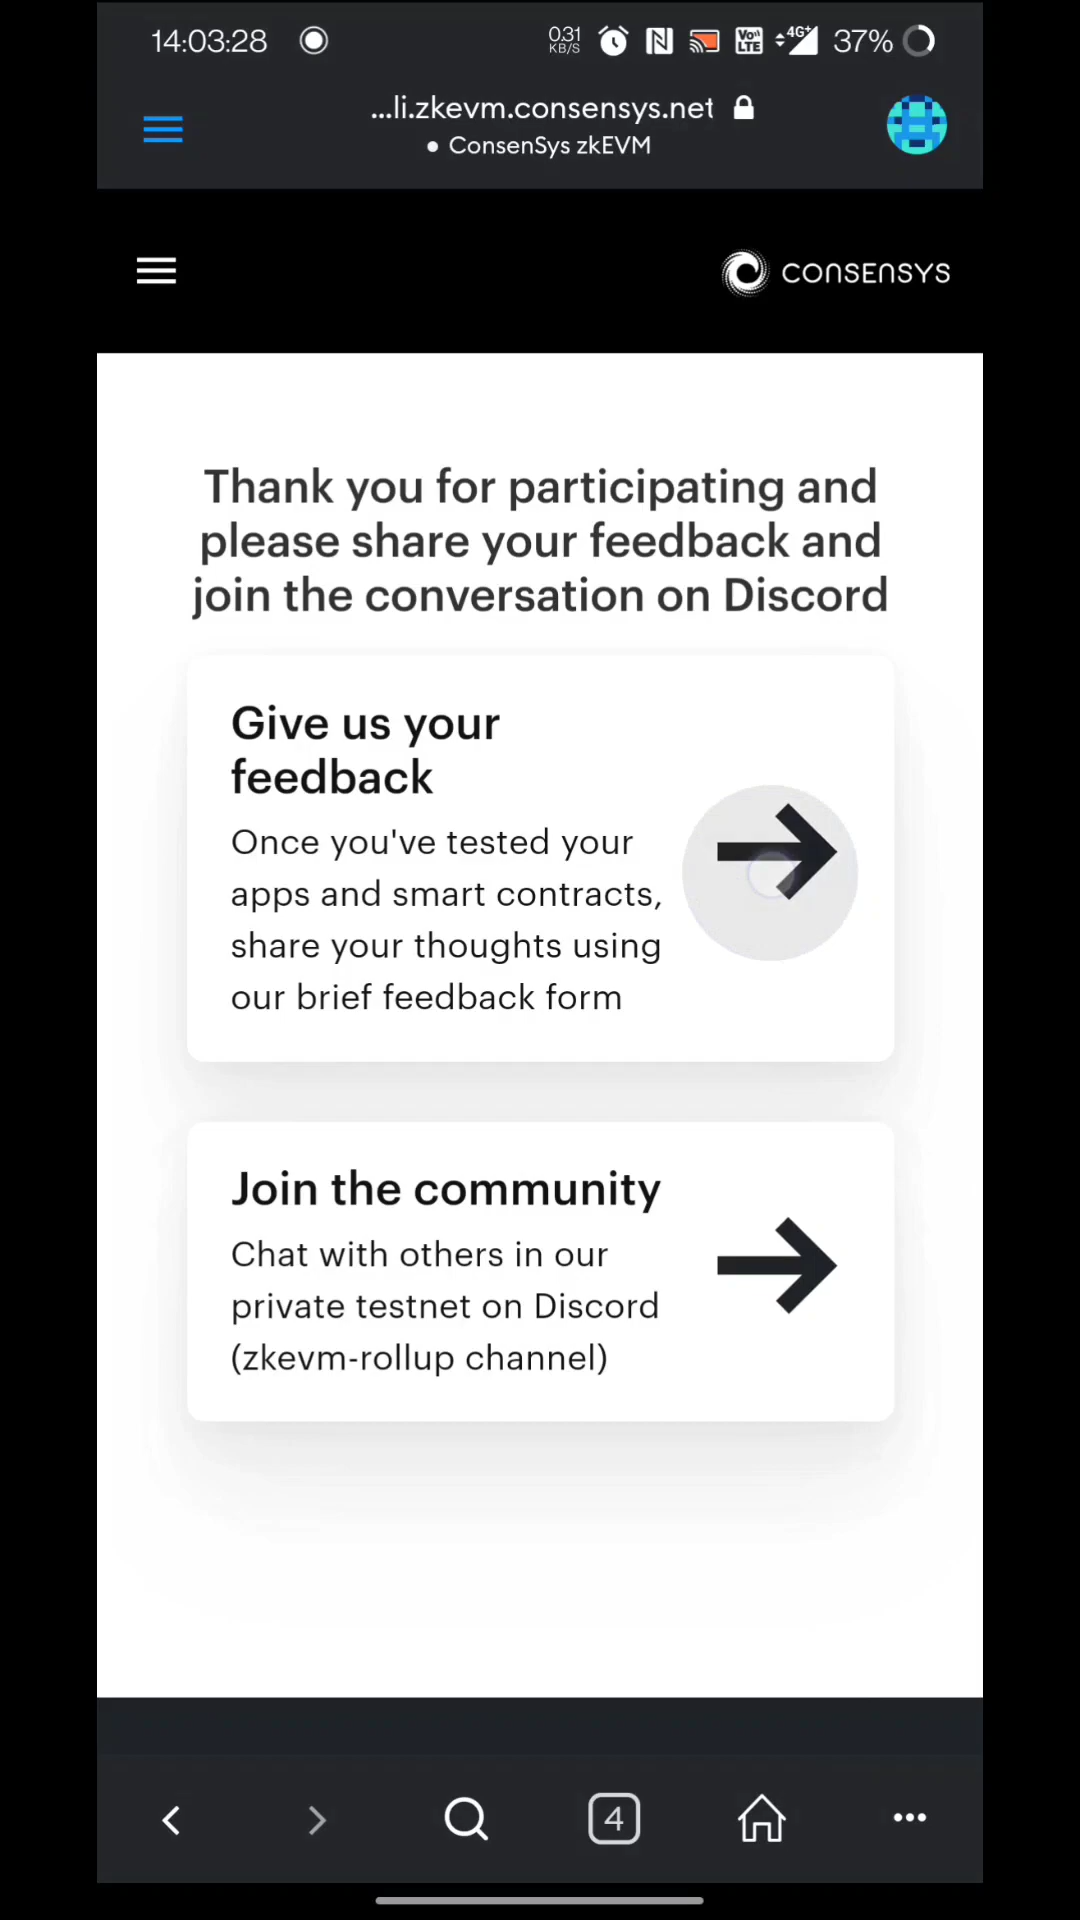 14:03:28
0.31
KB/S
Vo))
LTE
4G+
37%
...li.zkevm.consensys.net
● ConsenSys zkEVM
CONSENSYS
Thank you for participating and
please share your feedback and
join the conversation on Discord
Give us your
feedback
Once you've tested your
apps and smart contracts,
share your thoughts using
our brief feedback form
Join the community
Chat with others in our
private testnet on Discord
(zkevm-rollup channel)
4